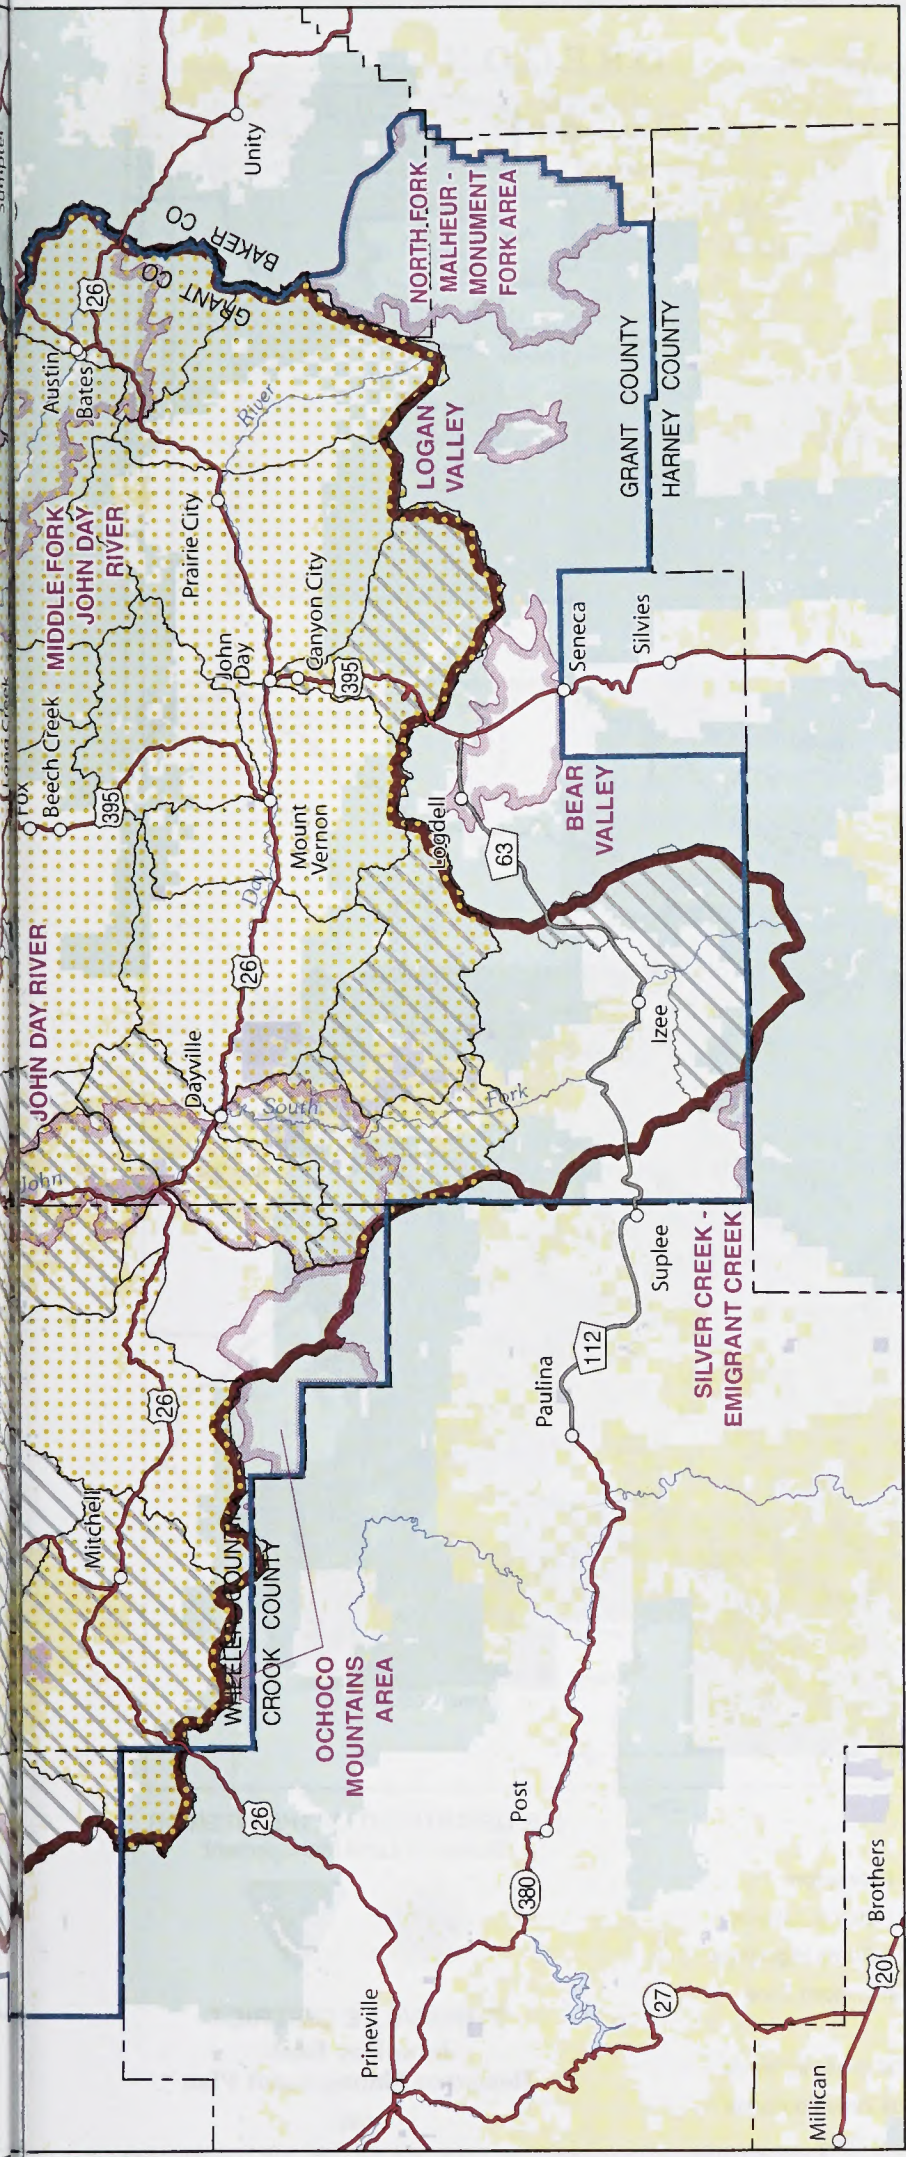 JOHN DAY RIVER
Fox
Beech Creek
MIDDLE FORK
JOHN DAY
RIVER
Austin
Bates
26
Unity
GRANT CO
BAKER CO
John
Dayville
26
Day
395
Mount
Vernon
John
Day
Canyon City
395
Prairie City
River
South
Fork
LOGAN
VALLEY
NORTH FORK
MALHEUR -
MONUMENT
FORK AREA
Mitchell
26
WHEELER COUNTY
CROOK COUNTY
OCHOCO
MOUNTAINS
AREA
26
Logdell
63
BEAR
VALLEY
Seneca
Silvies
GRANT COUNTY
HARNEY COUNTY
Izee
Suplee
112
Paulina
SILVER CREEK -
EMIGRANT CREEK
Prineville
380
Post
27
Millican
20
Brothers